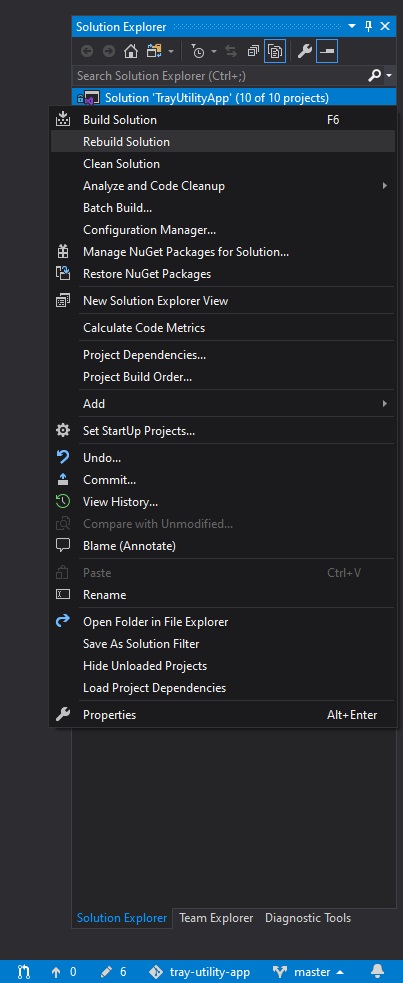 Solution Explorer
Search Solution Explorer (Ctrl+;)
Solution 'TrayUtilityApp' (10 of 10 projects)
Build Solution F6
Rebuild Solution
Clean Solution
Analyze and Code Cleanup
Batch Build...
Configuration Manager...
Manage NuGet Packages for Solution...
Restore NuGet Packages
New Solution Explorer View
Calculate Code Metrics
Project Dependencies...
Project Build Order...
Add
Set StartUp Projects...
Undo...
Commit...
View History...
Compare with Unmodified...
Blame (Annotate)
Paste Ctrl+V
Rename
Open Folder in File Explorer
Save As Solution Filter
Hide Unloaded Projects
Load Project Dependencies
Properties Alt+Enter
Solution Explorer Team Explorer Diagnostic Tools
0 6 tray-utility-app master